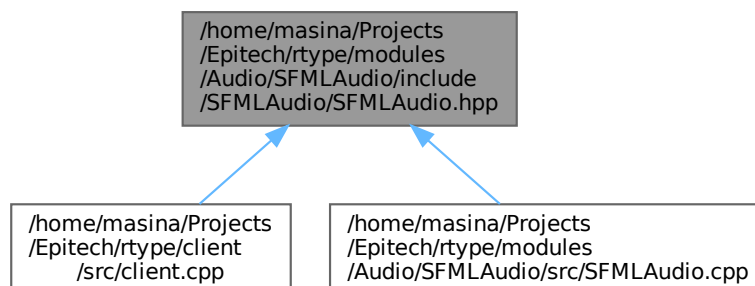 /home/masina/Projects
/Epitech/rtype/modules
/Audio/SFMLAudio/include
/SFMLAudio/SFMLAudio.hpp
/home/masina/Projects
/Epitech/rtype/client
/src/client.cpp
/home/masina/Projects
/Epitech/rtype/modules
/Audio/SFMLAudio/src/SFMLAudio.cpp